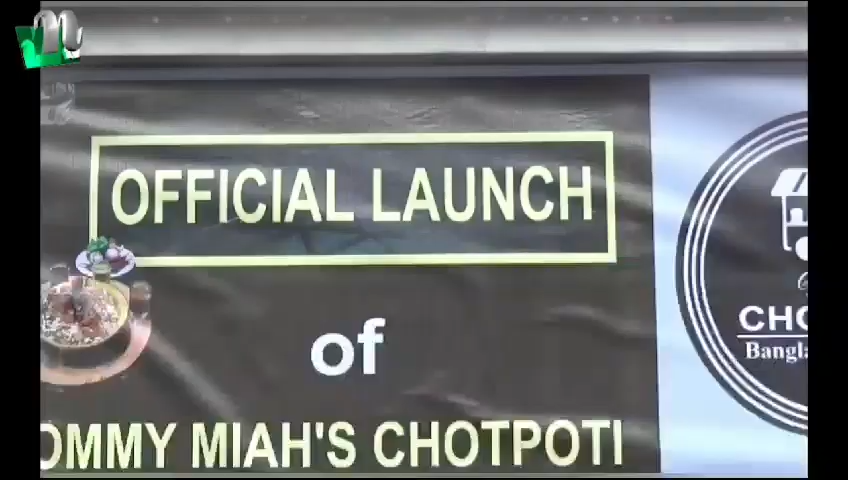 OFFICIAL LAUNCH
of
OMMY MIAH'S CHOTPOTI
CHO
Bangla